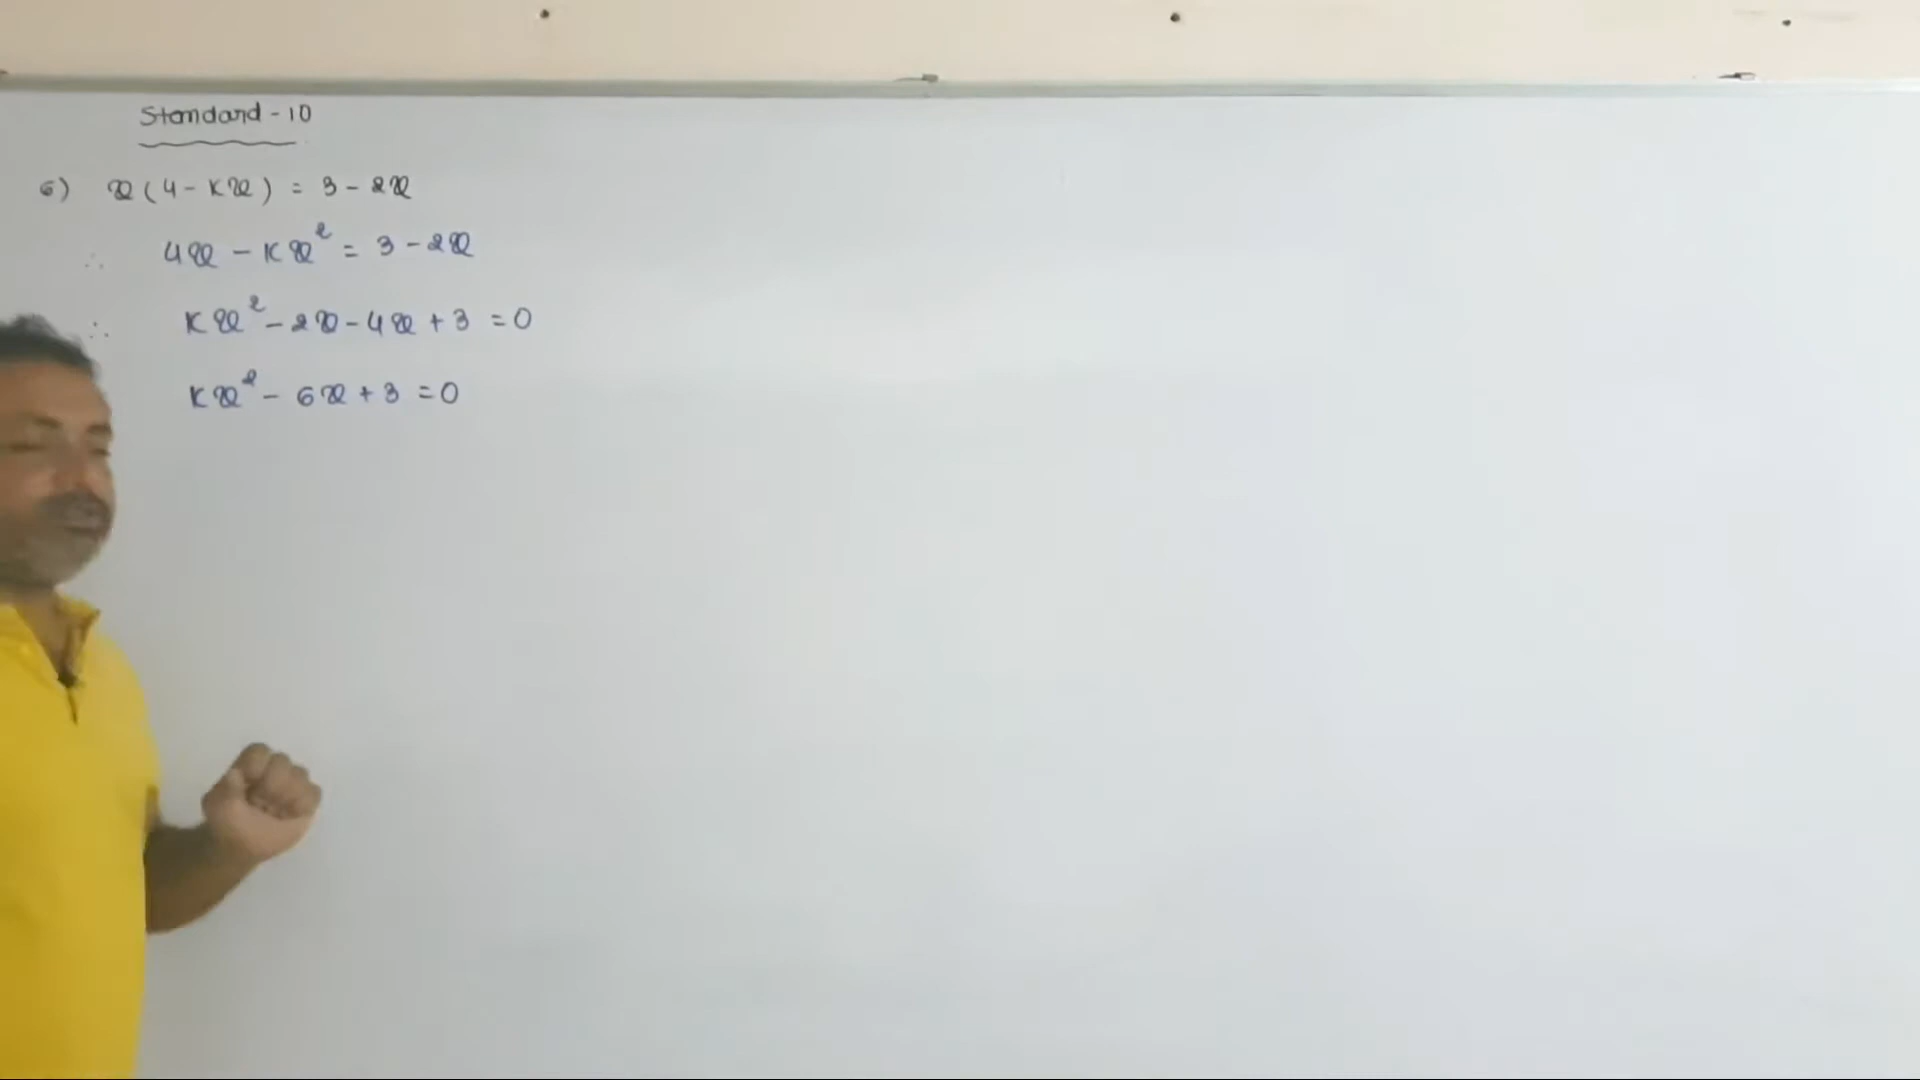 Standard - 10
6) x(4 - Kx) = 3 - 2x
∴ 4x - Kx² = 3 - 2x
∴ Kx² - 2x - 4x + 3 = 0
Kx² - 6x + 3 = 0